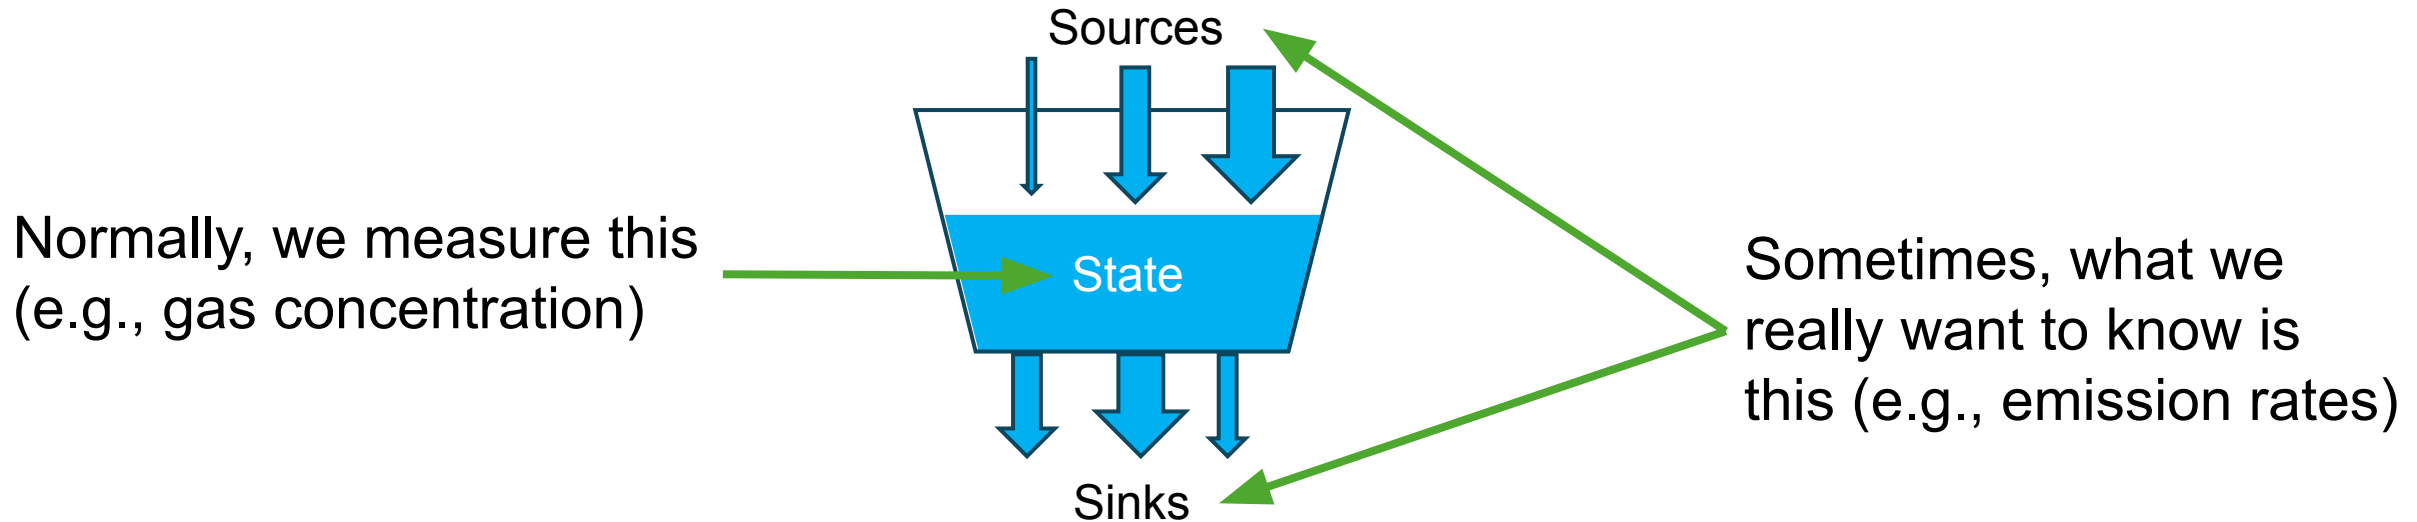 Sources
Normally, we measure this
(e.g., gas concentration)
State
Sometimes, what we
really want to know is
this (e.g., emission rates)
Sinks